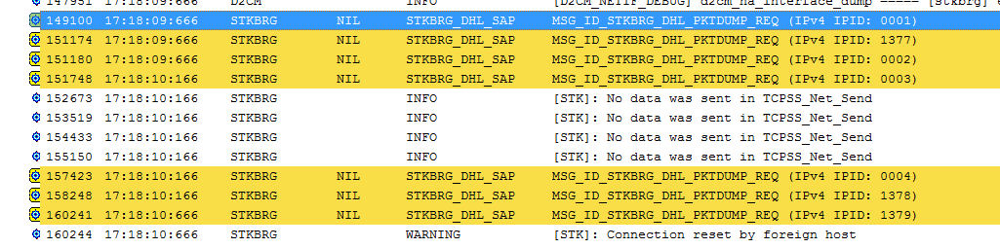 147951 17:18:09:666 D2CM INFO [D2CM_NETIF_DEBUG] d2cm_ha_interface_dump ----- [stkbrg]
149100 17:18:09:666 STKBRG NIL STKBRG_DHL_SAP MSG_ID_STKBRG_DHL_PKTDUMP_REQ (IPv4 IPID: 0001)
151174 17:18:09:666 STKBRG NIL STKBRG_DHL_SAP MSG_ID_STKBRG_DHL_PKTDUMP_REQ (IPv4 IPID: 1377)
151180 17:18:09:666 STKBRG NIL STKBRG_DHL_SAP MSG_ID_STKBRG_DHL_PKTDUMP_REQ (IPv4 IPID: 0002)
151748 17:18:10:166 STKBRG NIL STKBRG_DHL_SAP MSG_ID_STKBRG_DHL_PKTDUMP_REQ (IPv4 IPID: 0003)
152673 17:18:10:166 STKBRG INFO [STK]: No data was sent in TCPSS_Net_Send
153519 17:18:10:166 STKBRG INFO [STK]: No data was sent in TCPSS_Net_Send
154433 17:18:10:166 STKBRG INFO [STK]: No data was sent in TCPSS_Net_Send
155150 17:18:10:166 STKBRG INFO [STK]: No data was sent in TCPSS_Net_Send
157423 17:18:10:166 STKBRG NIL STKBRG_DHL_SAP MSG_ID_STKBRG_DHL_PKTDUMP_REQ (IPv4 IPID: 0004)
158248 17:18:10:666 STKBRG NIL STKBRG_DHL_SAP MSG_ID_STKBRG_DHL_PKTDUMP_REQ (IPv4 IPID: 1378)
160241 17:18:10:666 STKBRG NIL STKBRG_DHL_SAP MSG_ID_STKBRG_DHL_PKTDUMP_REQ (IPv4 IPID: 1379)
160244 17:18:10:666 STKBRG WARNING [STK]: Connection reset by foreign host